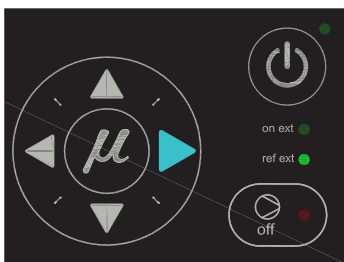 on ext
μ
ref ext
off